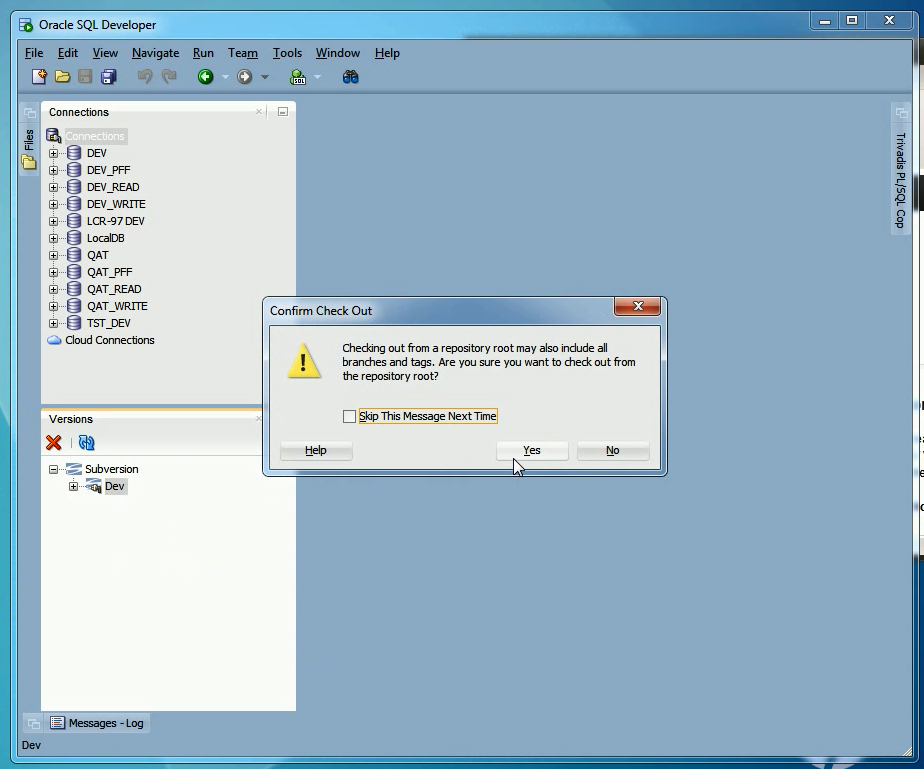 Oracle SQL Developer
File Edit View Navigate Run Team Tools Window Help
SQL
Files
Connections
Connections
DEV
DEV_PFF
DEV_READ
DEV_WRITE
LCR-97 DEV
LocalDB
QAT
QAT_PFF
QAT_READ
QAT_WRITE
TST_DEV
Cloud Connections
Trivadis PL/SQL Cop
Confirm Check Out
Checking out from a repository root may also include all
branches and tags. Are you sure you want to check out from
the repository root?
Skip This Message Next Time
Help Yes No
Versions
Subversion
Dev
Messages - Log
Dev